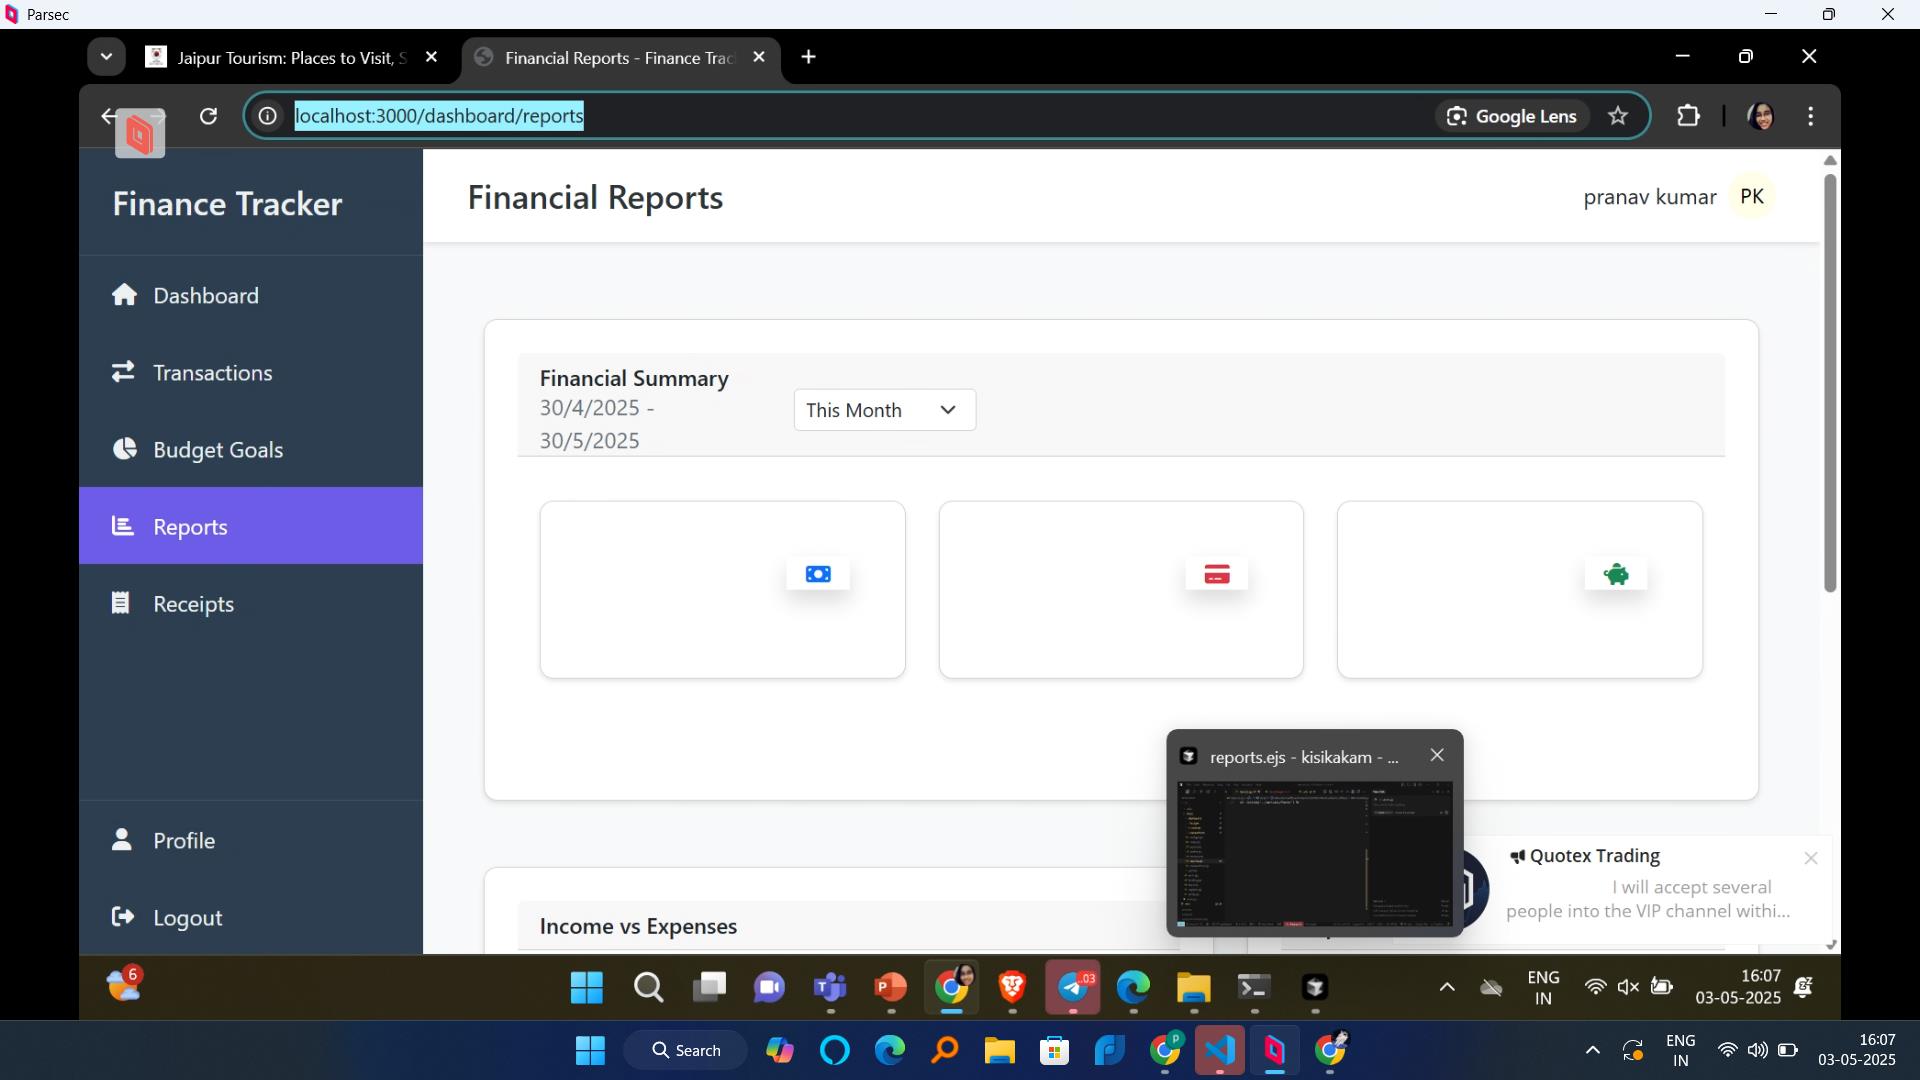 Parsec
Jaipur Tourism: Places to Visit, S
Financial Reports - Finance Trac
localhost:3000/dashboard/reports
Google Lens
Finance Tracker
Financial Reports
pranav kumar
PK
Dashboard
Transactions
Budget Goals
Reports
Receipts
Profile
Logout
Financial Summary
30/4/2025 -
30/5/2025
This Month
Income vs Expenses
reports.ejs - kisikakam - ...
Quotex Trading
I will accept several
people into the VIP channel withi...
6
.03
ENG
IN
16:07
03-05-2025
Search
ENG
IN
16:07
03-05-2025